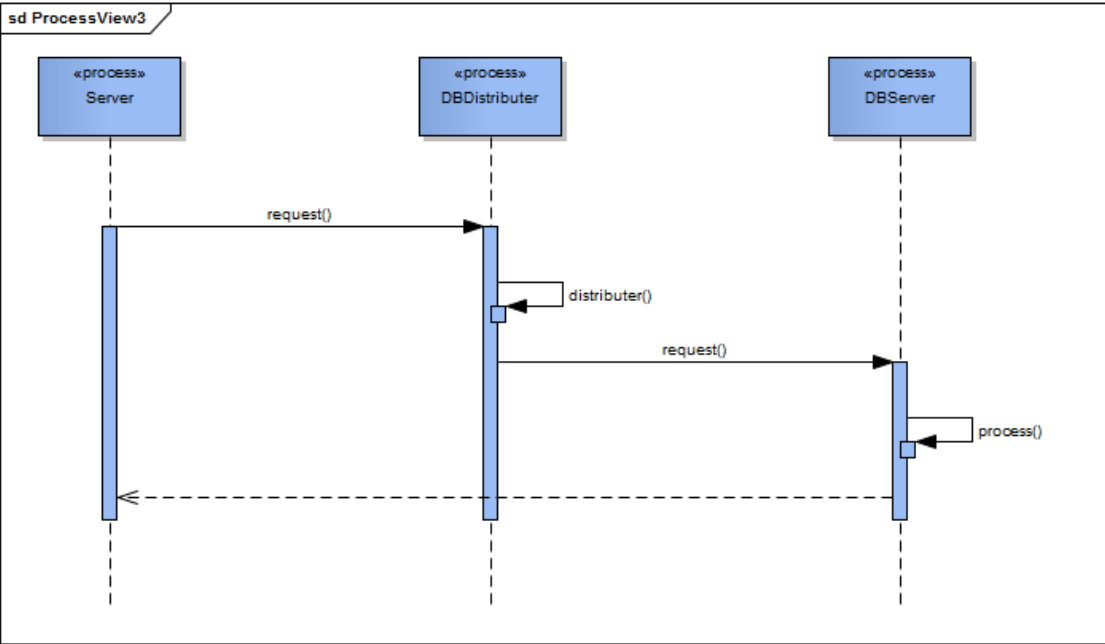 sd ProcessView3
«process»
Server
«process»
DBDistributer
«process»
DBServer
request()
distributer()
request()
process()